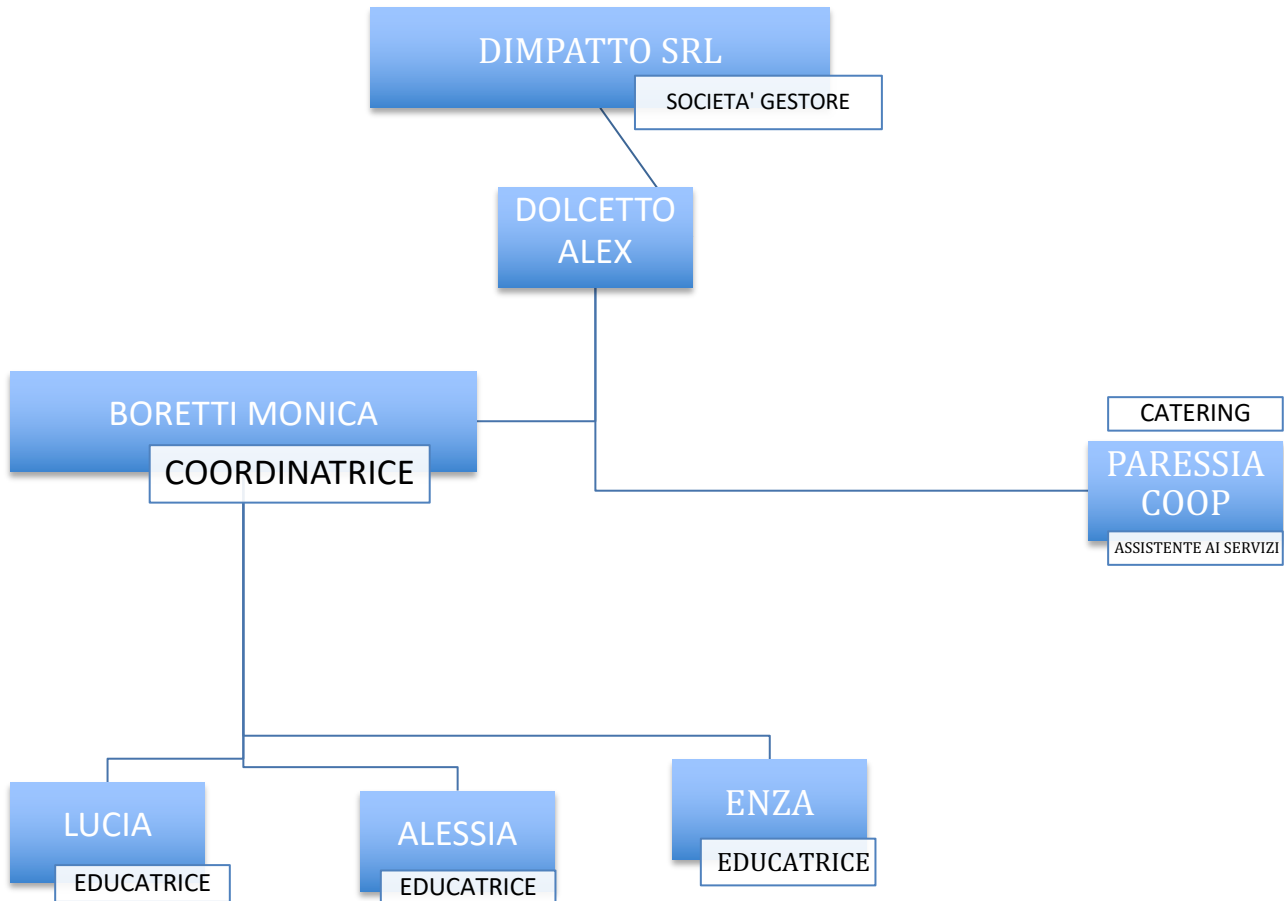 DIMPATTO SRL
SOCIETA' GESTORE
DOLCETTO
ALEX
BORETTI MONICA
COORDINATRICE
CATERING
PARESSIA
COOP
ASSISTENTE AI SERVIZI
LUCIA
EDUCATRICE
ALESSIA
EDUCATRICE
ENZA
EDUCATRICE